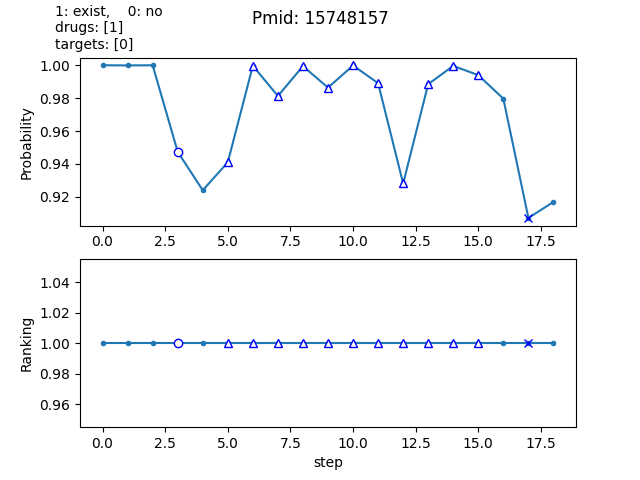 1: exist,    0: no
drugs: [1]
targets: [0]
Pmid: 15748157
1.00
0.98
0.96
0.94
0.92
Probability
0.0 2.5 5.0 7.5 10.0 12.5 15.0 17.5
1.04
1.02
1.00
0.98
0.96
Ranking
0.0 2.5 5.0 7.5 10.0 12.5 15.0 17.5
step